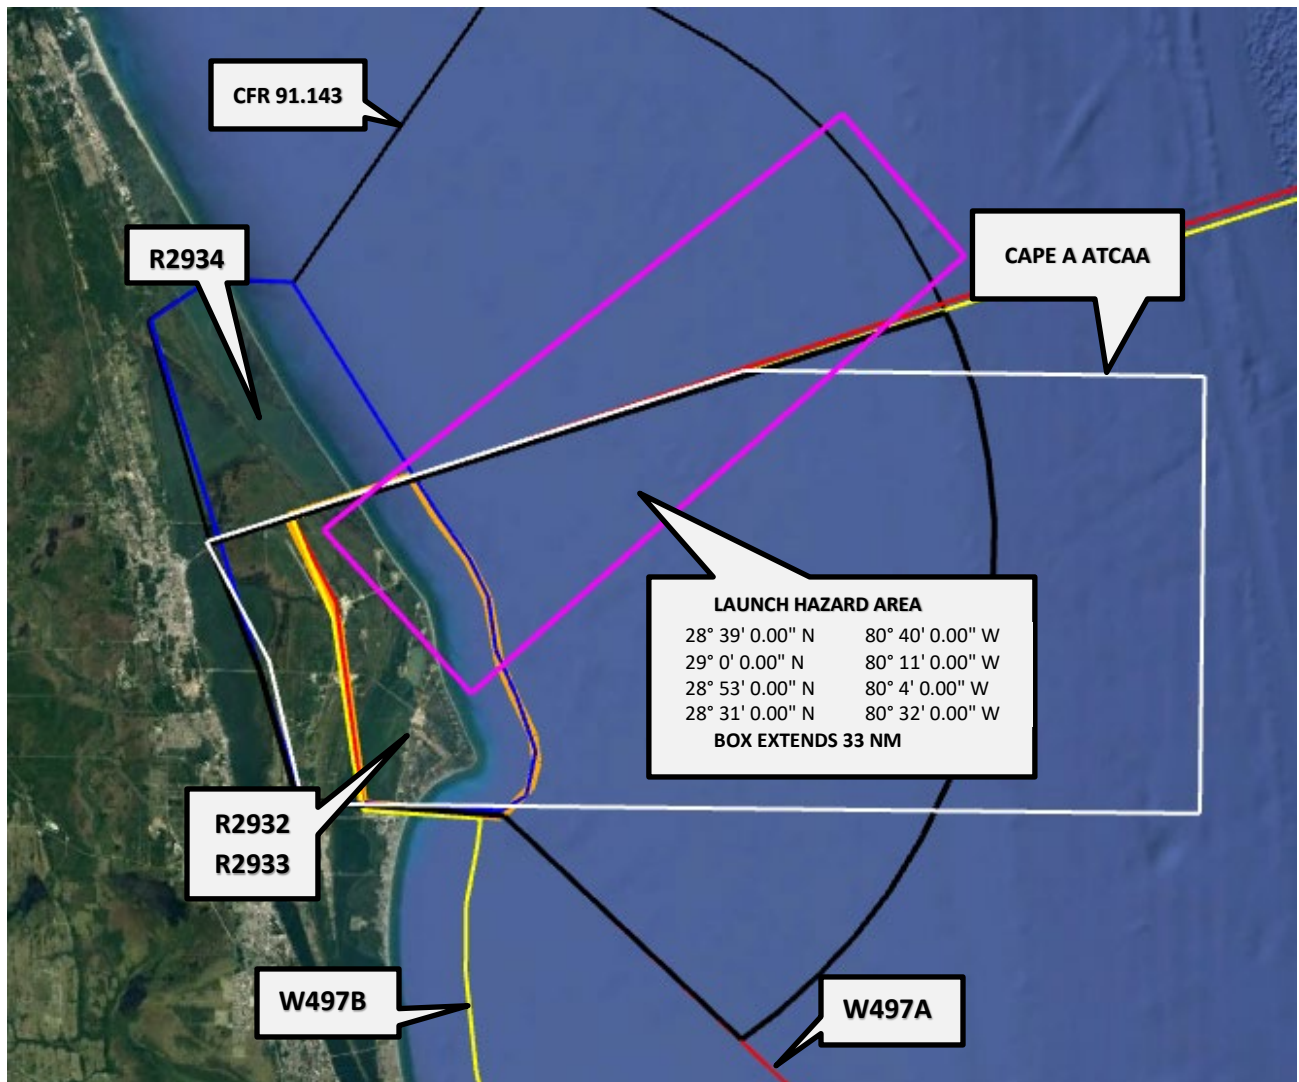 CFR 91.143
R2934
CAPE A ATCAA
LAUNCH HAZARD AREA
28° 39' 0.00" N 80° 40' 0.00" W
29° 0' 0.00" N 80° 11' 0.00" W
28° 53' 0.00" N 80° 4' 0.00" W
28° 31' 0.00" N 80° 32' 0.00" W
BOX EXTENDS 33 NM
R2932
R2933
W497B
W497A